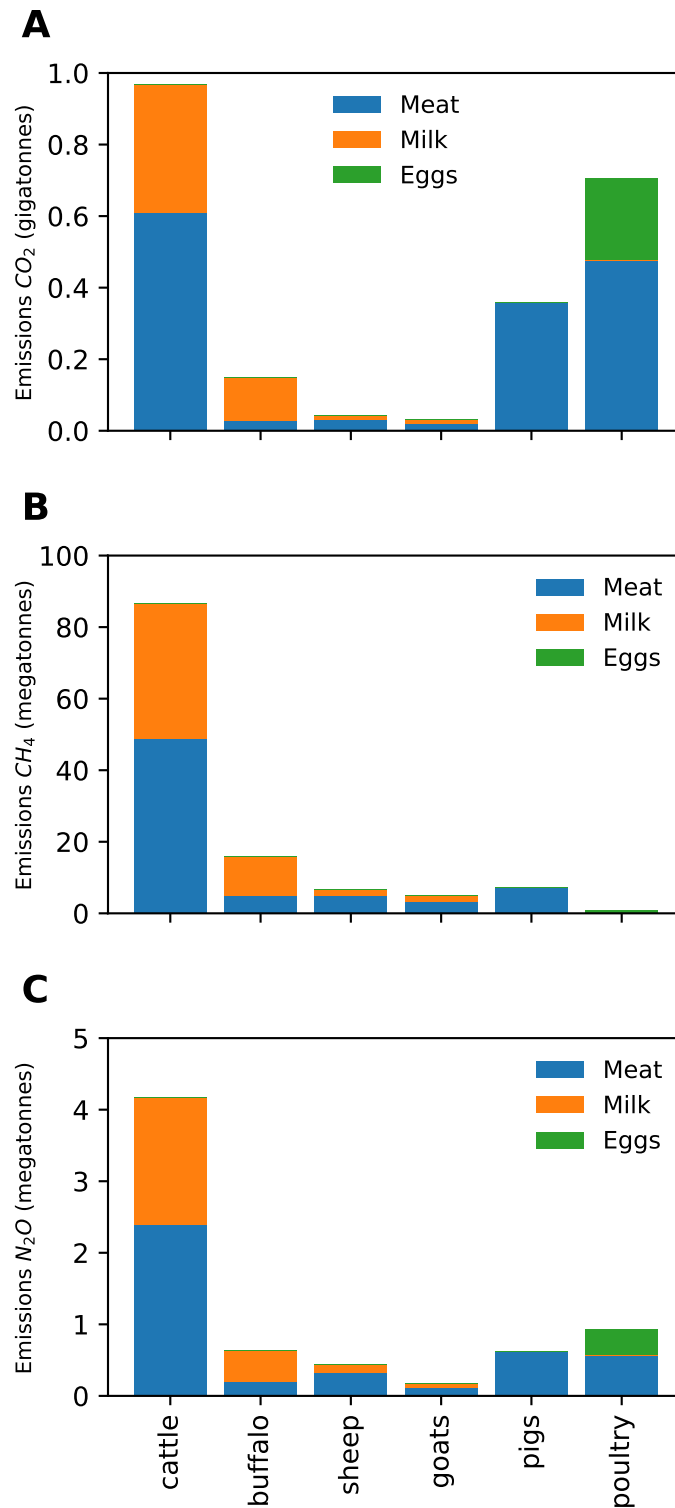 A
Emissions CO₂ (gigatonnes)
1.0
0.8
0.6
0.4
0.2
0.0
Meat
Milk
Eggs
B
Emissions CH₄ (megatonnes)
100
80
60
40
20
0
Meat
Milk
Eggs
C
Emissions N₂O (megatonnes)
5
4
3
2
1
0
Meat
Milk
Eggs
cattle
buffalo
sheep
goats
pigs
poultry